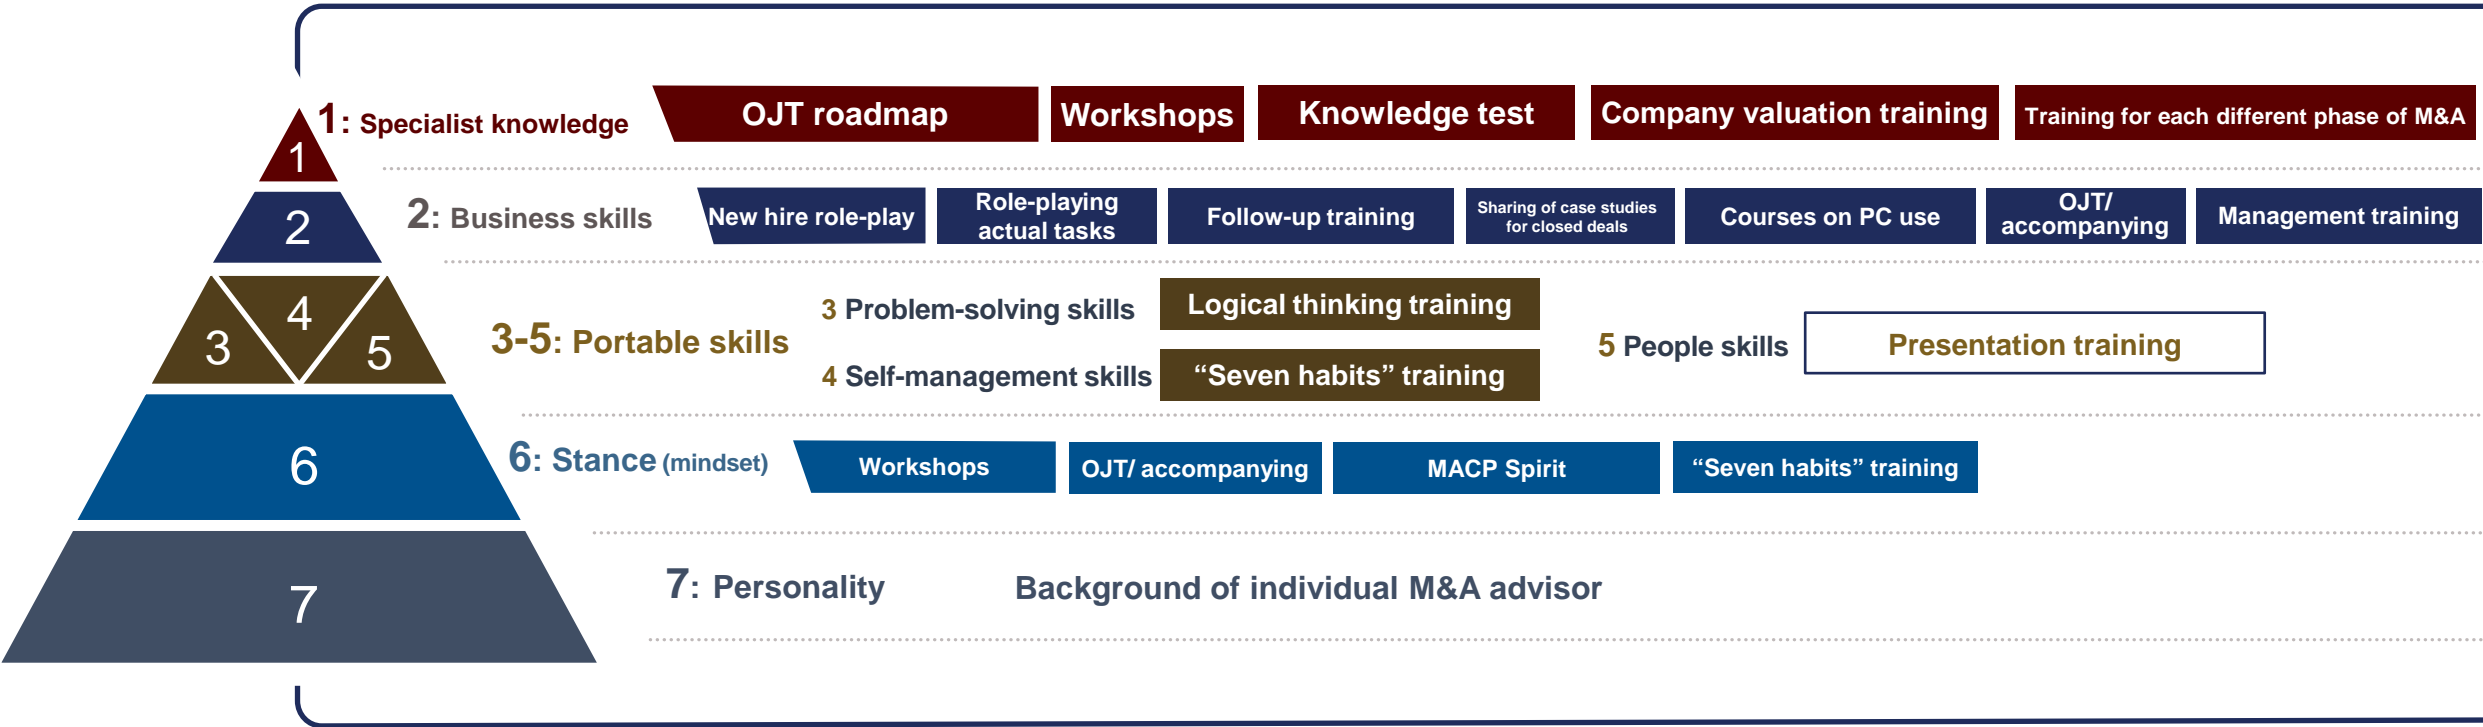 1: Specialist knowledge
OJT roadmap
Workshops
Knowledge test
Company valuation training
Training for each different phase of M&A
1
2: Business skills
New hire role-play
Role-playing
actual tasks
Follow-up training
Sharing of case studies
for closed deals
Courses on PC use
OJT/
accompanying
Management training
2
3-5: Portable skills
3 Problem-solving skills
Logical thinking training
4 Self-management skills
“Seven habits” training
5 People skills
Presentation training
3
4
5
6: Stance (mindset)
Workshops
OJT/ accompanying
MACP Spirit
“Seven habits” training
6
7: Personality
Background of individual M&A advisor
7